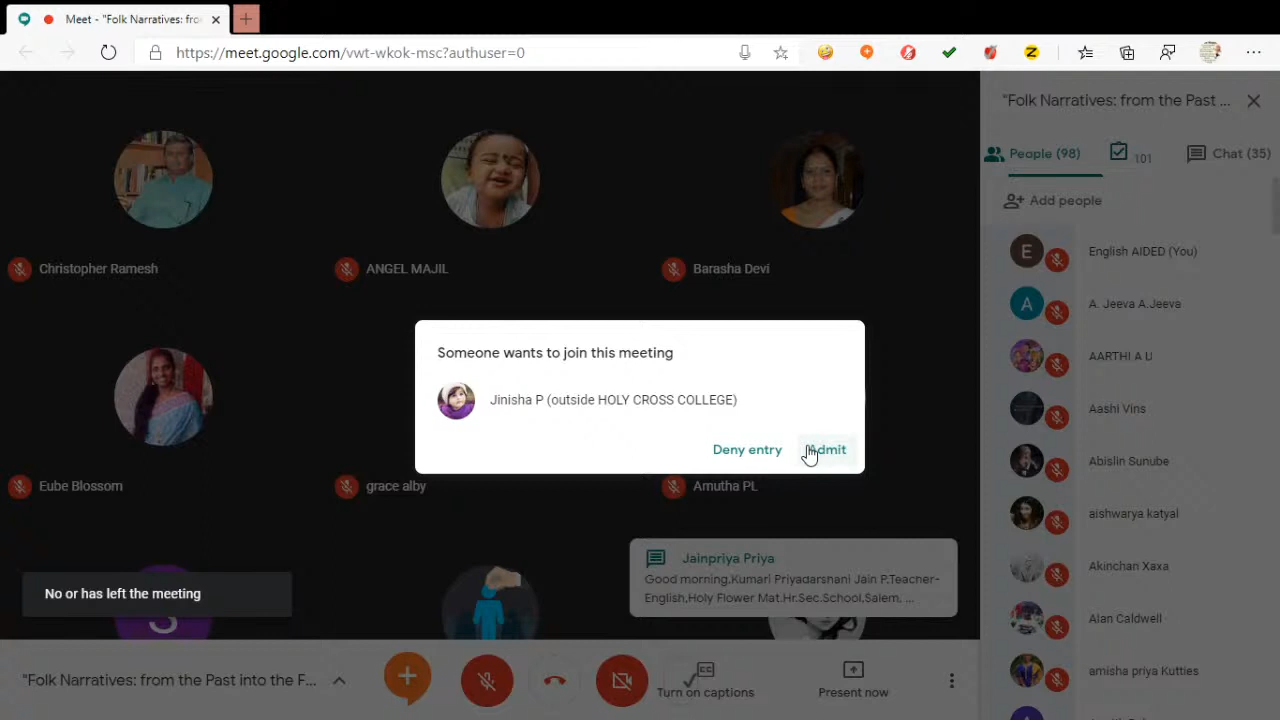 Meet - "Folk Narratives: fro
https://meet.google.com/vwt-wkok-msc?authuser=0
"Folk Narratives: from the Past ...
People (98)
101
Chat (35)
Add people
Christopher Ramesh
ANGEL MAJIL
Barasha Devi
English AIDED (You)
A. Jeeva A.Jeeva
AARTHI A U
Someone wants to join this meeting
Jinisha P (outside HOLY CROSS COLLEGE)
Deny entry
Admit
Aashi Vins
Abislin Sunube
Eube Blossom
grace alby
Amutha PL
aishwarya katyal
Jainpriya Priya
Good morning,Kumari Priyadarshani Jain P.Teacher-
English,Holy Flower Mat.Hr.Sec.School,Salem, ...
Akinchan Xaxa
No or has left the meeting
Alan Caldwell
"Folk Narratives: from the Past into the F...
Turn on captions
Present now
amisha priya Kutties